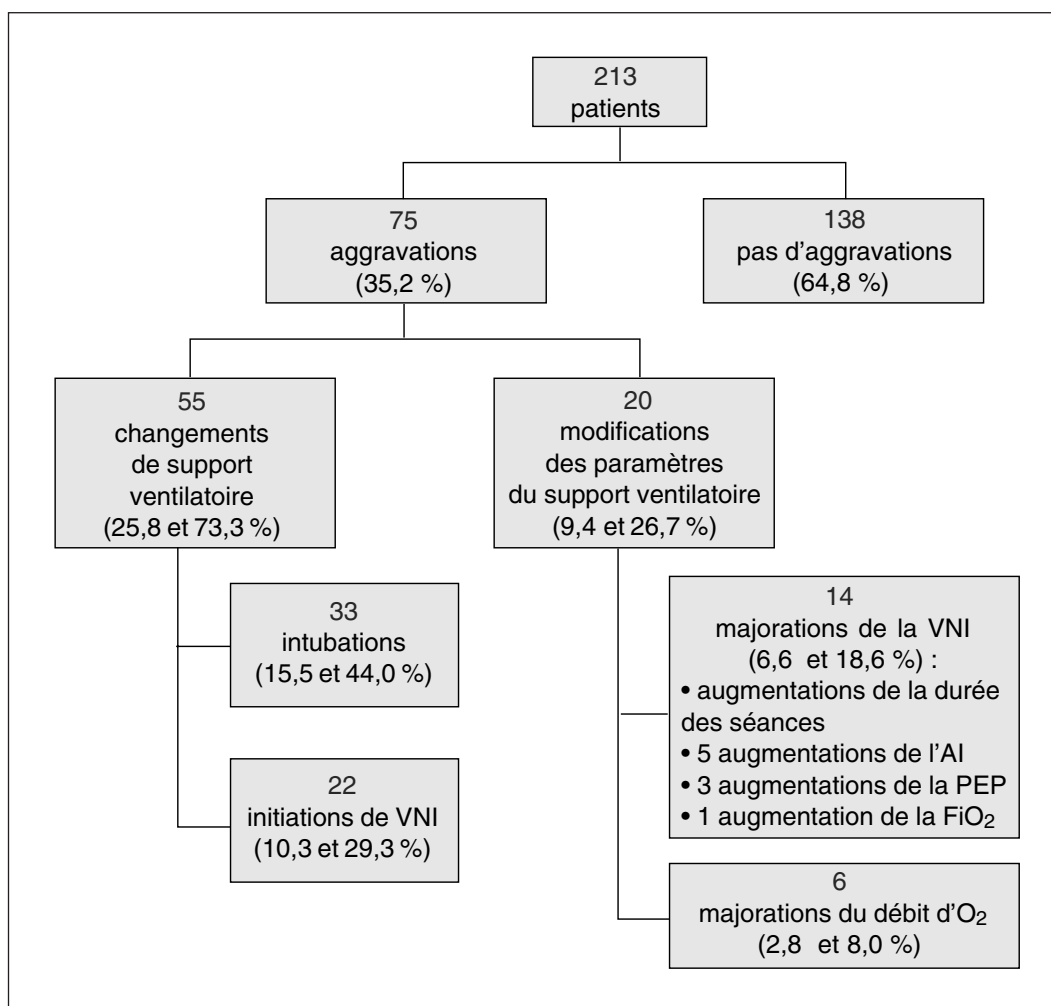 213
patients
75
aggravations
(35,2 %)
138
pas d'aggravations
(64,8 %)
55
changements
de support
ventilatoire
(25,8 et 73,3 %)
20
modifications
des paramètres
du support ventilatoire
(9,4 et 26,7 %)
33
intubations
(15,5 et 44,0 %)
22
initiations de VNI
(10,3 et 29,3 %)
14
majorations de la VNI
(6,6 et 18,6 %) :
• augmentations de la durée
des séances
• 5 augmentations de l'AI
• 3 augmentations de la PEP
• 1 augmentation de la FiO2
6
majorations du débit d'O2
(2,8 et 8,0 %)